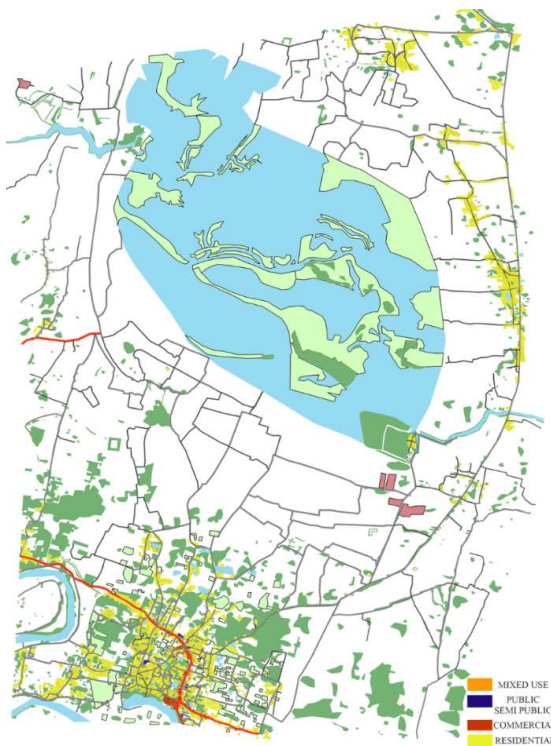 MIXED USE
PUBLIC
SEMI PUBLIC
COMMERCIA
RESIDENTIA